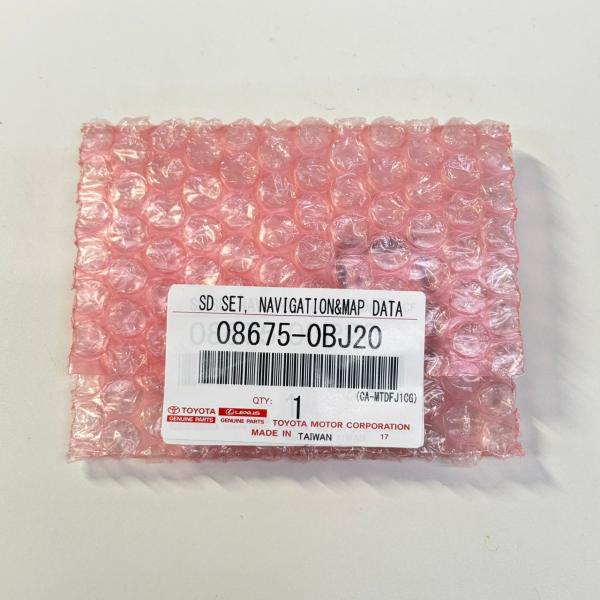 SD SET, NAVIGATION&MAP DATA
08675-0BJ20
QTY: 1
(CA-MTDFJ1CG)
TOYOTA LEXUS
GENUINE PARTS GENUINE PARTS TOYOTA MOTOR CORPORATION
MADE IN TAIWAN 17